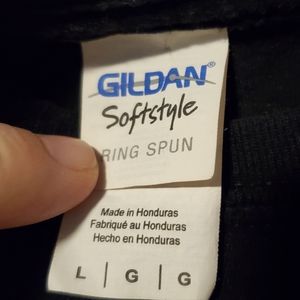 GILDAN®
Softstyle
RING SPUN
Made in Honduras
Fabriqué au Honduras
Hecho en Honduras
L | G | G